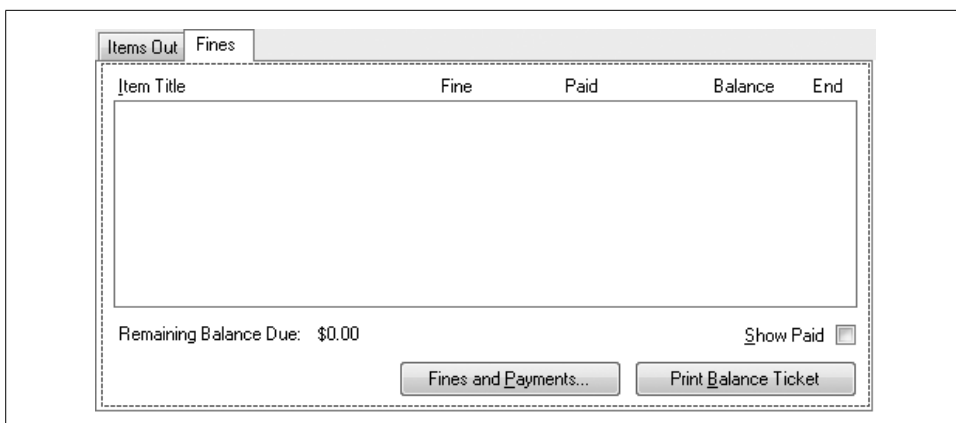 Items Out Fines
Item Title Fine Paid Balance End
Remaining Balance Due: $0.00 Show Paid
Fines and Payments... Print Balance Ticket